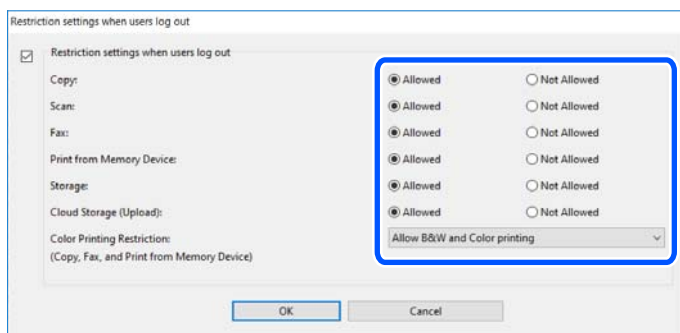 Restriction settings when users log out
Restriction settings when users log out
Copy: Allowed Not Allowed
Scan: Allowed Not Allowed
Fax: Allowed Not Allowed
Print from Memory Device: Allowed Not Allowed
Storage: Allowed Not Allowed
Cloud Storage (Upload): Allowed Not Allowed
Color Printing Restriction: Allow B&W and Color printing
(Copy, Fax, and Print from Memory Device)
OK Cancel